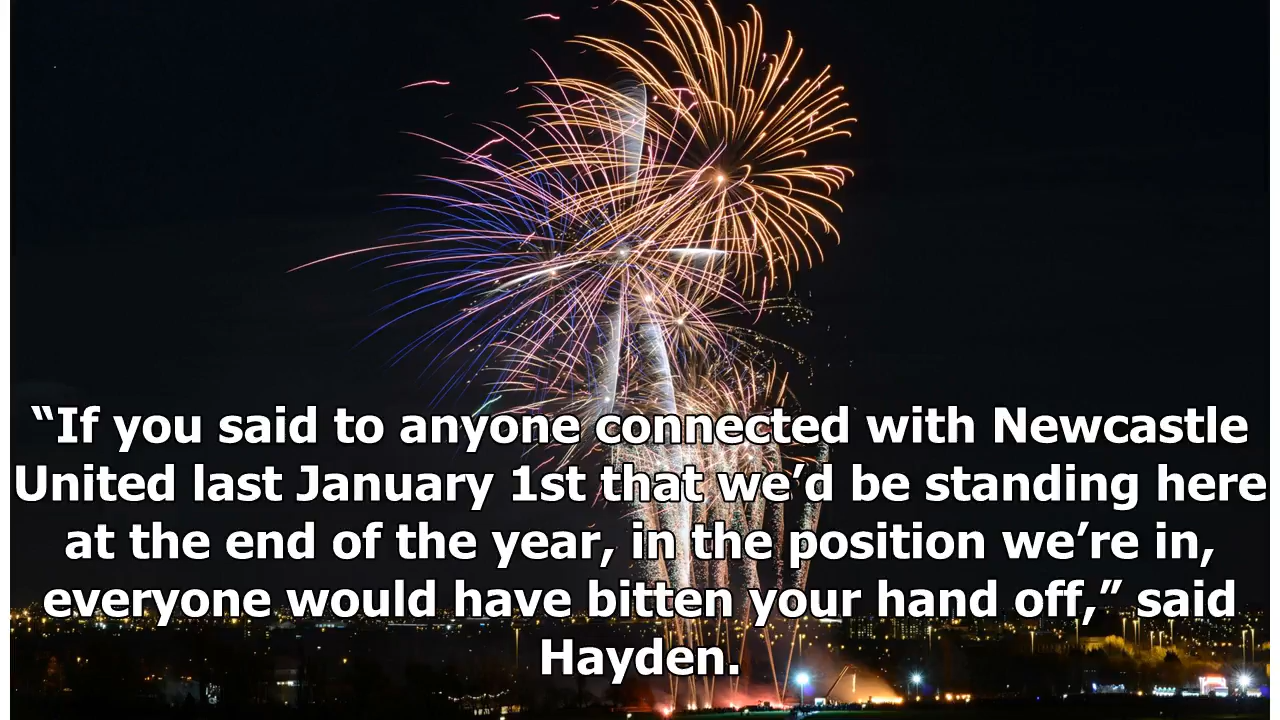 “If you said to anyone connected with Newcastle
United last January 1st that we’d be standing here
at the end of the year, in the position we’re in,
everyone would have bitten your hand off,” said
Hayden.